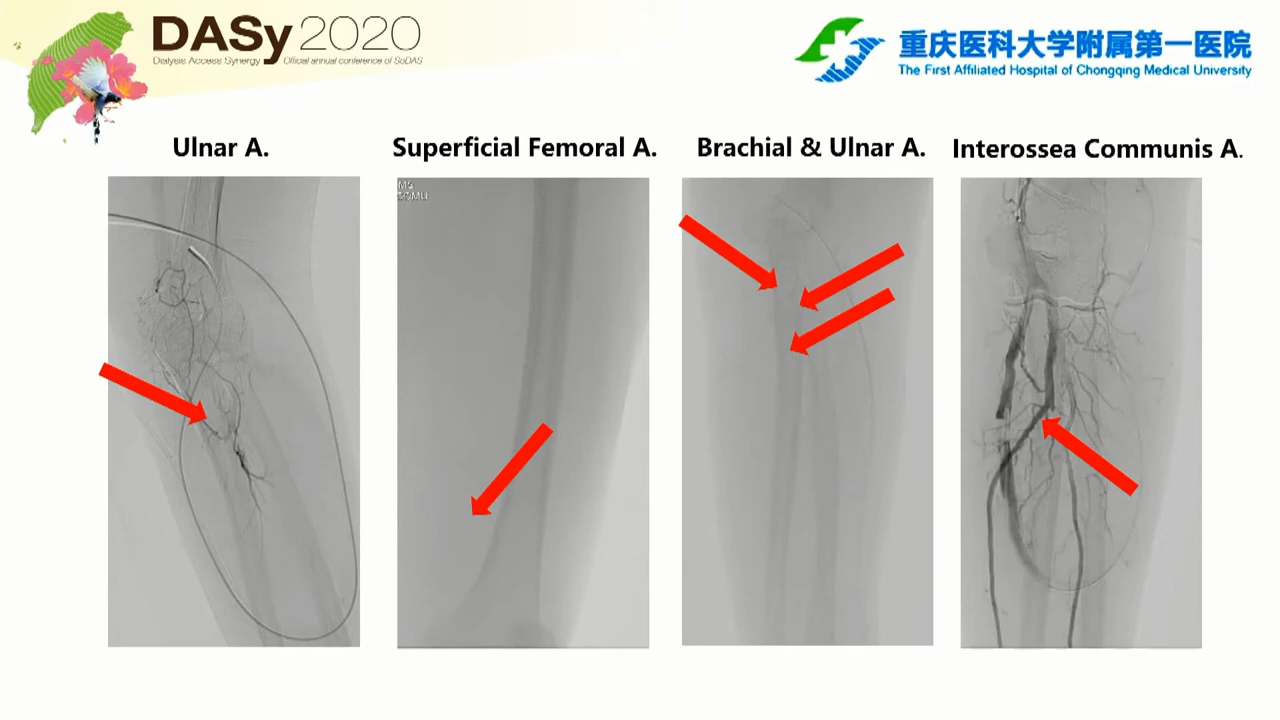 DASy2020
Dialysis Access Synergy Official annual conference of SoDAS
重庆医科大学附属第一医院
The First Affiliated Hospital of Chongqing Medical University
Ulnar A.
Superficial Femoral A.
Brachial & Ulnar A.
Interossea Communis A.